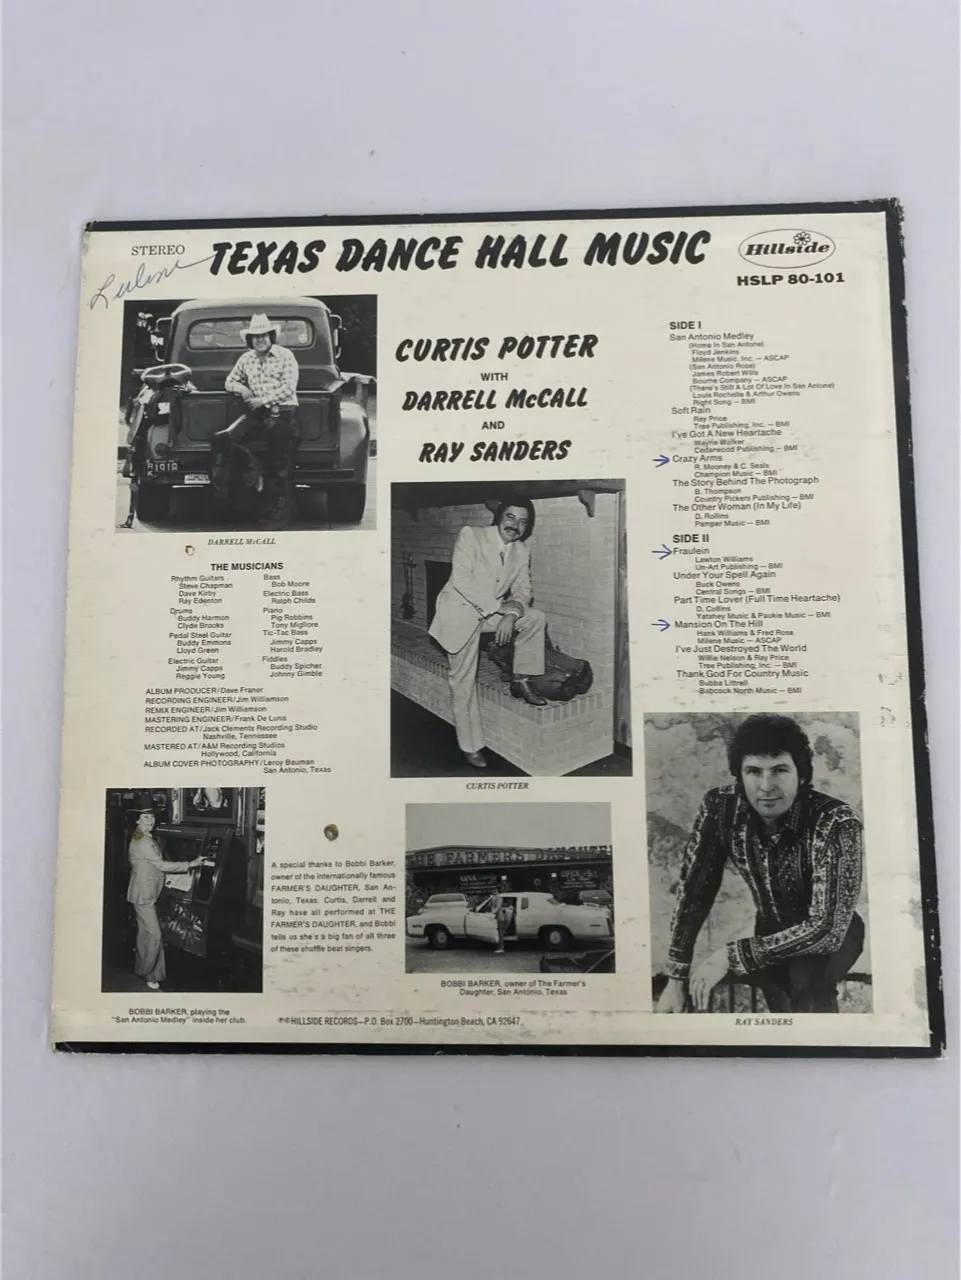 STEREO
TEXAS DANCE HALL MUSIC
Hillside
HSLP 80-101
CURTIS POTTER
WITH
DARRELL McCALL
AND
RAY SANDERS
DARRELL McCALL
THE MUSICIANS
Rhythm Guitars
Steve Chapman
Dave Kirby
Ray Edenton
Drums
Buddy Harmon
Clyde Brooks
Pedal Steel Guitar
Buddy Emmons
Lloyd Green
Electric Guitar
Jimmy Capps
Reggie Young
Bass
Bob Moore
Electric Bass
Ralph Childs
Piano
Pig Robbins
Tony Migliore
Tic-Tac Bass
Jimmy Capps
Harold Bradley
Fiddles
Buddy Spicher
Johnny Gimble
ALBUM PRODUCER/Dave Franer
RECORDING ENGINEER/Jim Williamson
REMIX ENGINEER/Jim Williamson
MASTERING ENGINEER/Frank De Luna
RECORDED AT/Jack Clements Recording Studio
Nashville, Tennessee
MASTERED AT/A&M Recording Studios
Hollywood, California
ALBUM COVER PHOTOGRAPHY/Leroy Bauman
San Antonio, Texas
SIDE I
San Antonio Medley
(Home In San Antone)
Floyd Jenkins
Milene Music, Inc. — ASCAP
(San Antonio Rose)
James Robert Wills
Bourne Company — ASCAP
(There's Still A Lot Of Love In San Antone)
Louis Rochelle & Arthur Owens
Right Song — BMI
Soft Rain
Ray Price
Tree Publishing, Inc. — BMI
I've Got A New Heartache
Wayne Walker
Cedarwood Publishing — BMI
Crazy Arms
R. Mooney & C. Seals
Champion Music — BMI
The Story Behind The Photograph
B. Thompson
Country Pickers Publishing — BMI
The Other Woman (In My Life)
D. Rollins
Pamper Music — BMI
SIDE II
Fraulein
Lawton Williams
Un-Art Publishing — BMI
Under Your Spell Again
Buck Owens
Central Songs — BMI
Part Time Lover (Full Time Heartache)
D. Collins
Yatahey Music & Paukie Music — BMI
Mansion On The Hill
Hank Williams & Fred Rose
Milene Music — ASCAP
I've Just Destroyed The World
Willie Nelson & Ray Price
Tree Publishing, Inc. — BMI
Thank God For Country Music
Bubba Littrell
Babcock North Music — BMI
CURTIS POTTER
A special thanks to Bobbi Barker,
owner of the internationally famous
FARMER'S DAUGHTER, San An-
tonio, Texas. Curtis, Darrell and
Ray have all performed at THE
FARMER'S DAUGHTER, and Bobbi
tells us she's a big fan of all three
of these shuffle beat singers.
THE FARMER'S DAUGHTER
BOBBI BARKER, owner of The Farmer's
Daughter, San Antonio, Texas
BOBBI BARKER, playing the
"San Antonio Medley" inside her club.
℗©HILLSIDE RECORDS—P.O. Box 2700—Huntington Beach, CA 92647
RAY SANDERS